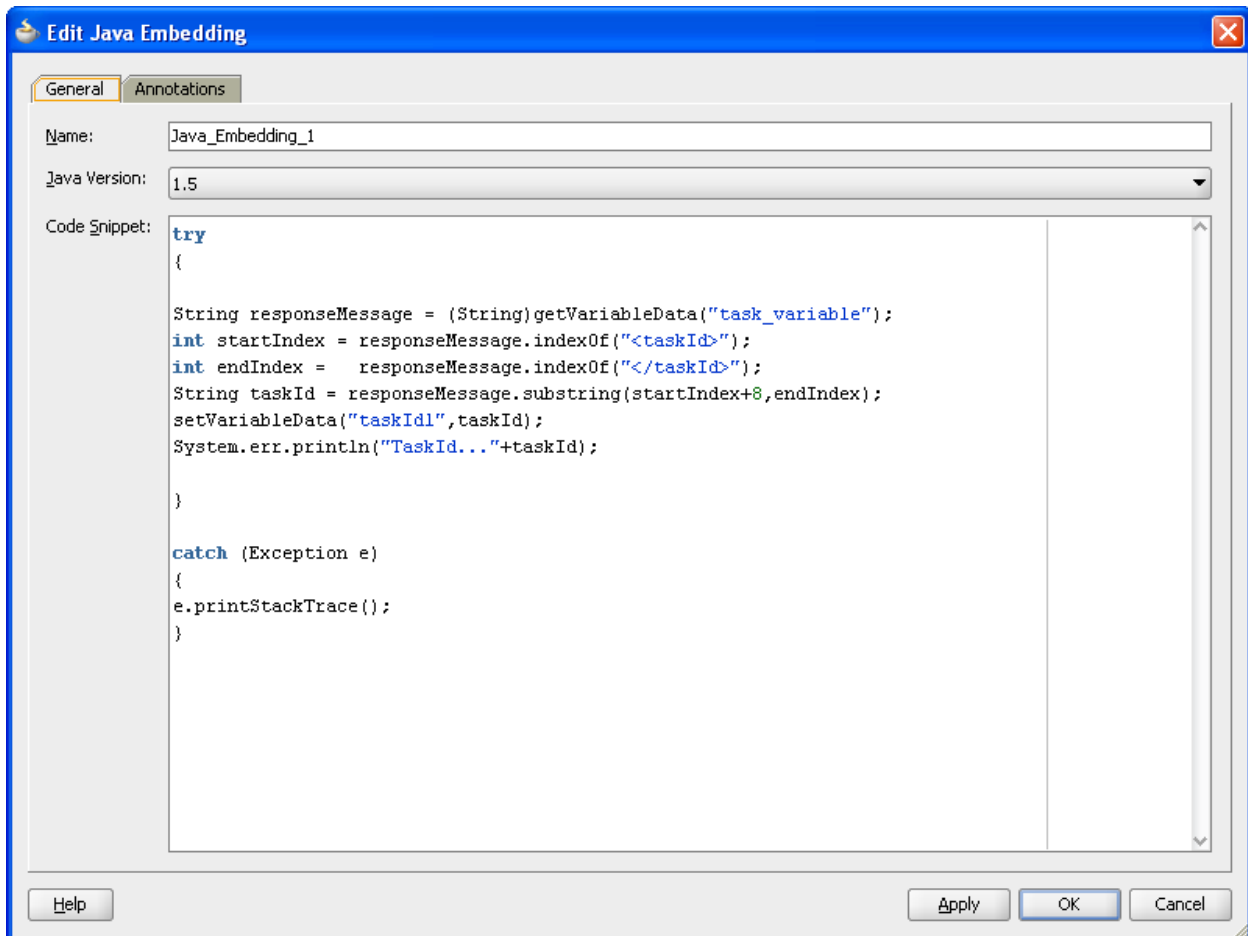 Edit Java Embedding
General Annotations
Name: Java_Embedding_1
Java Version: 1.5
Code Snippet:
try
{
String responseMessage = (String)getVariableData("task_variable");
int startIndex = responseMessage.indexOf("<taskId>");
int endIndex =   responseMessage.indexOf("</taskId>");
String taskId = responseMessage.substring(startIndex+8,endIndex);
setVariableData("taskId1",taskId);
System.err.println("TaskId..."+taskId);
}
catch (Exception e)
{
e.printStackTrace();
}
Help Apply OK Cancel